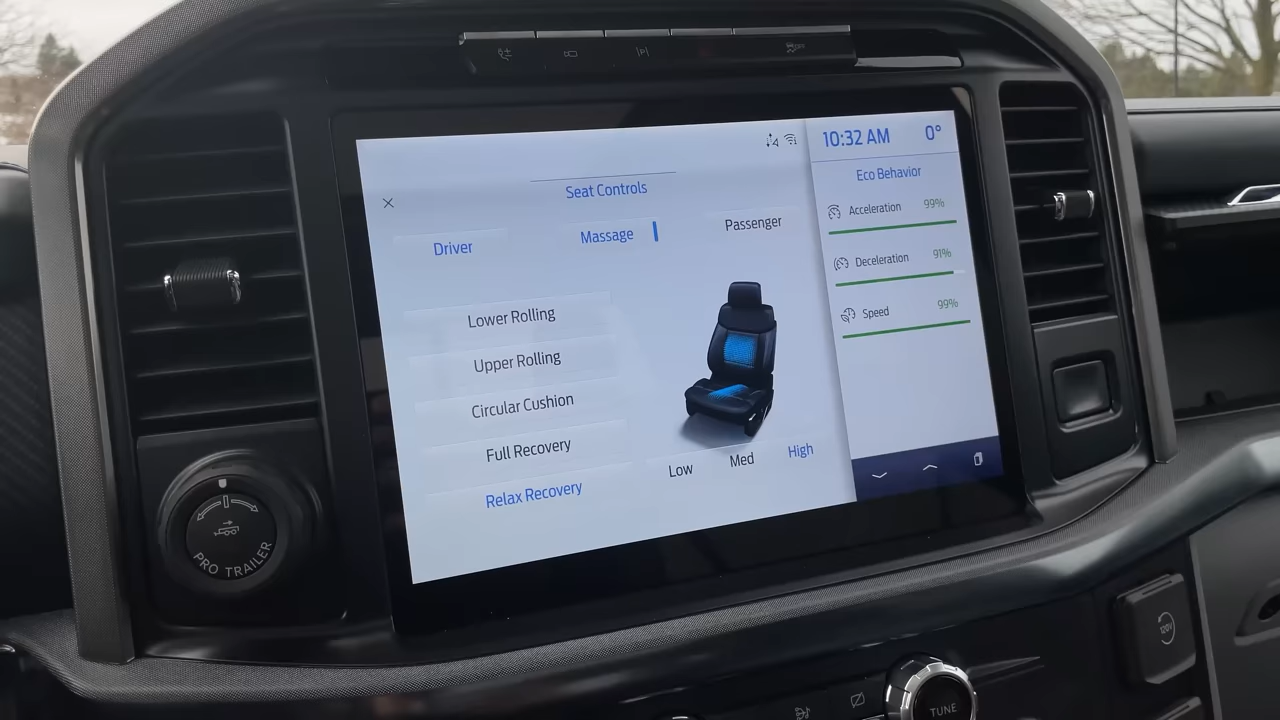 10:32 AM 0°
Seat Controls
Driver
Massage
Passenger
Lower Rolling
Upper Rolling
Circular Cushion
Full Recovery
Relax Recovery
Low
Med
High
Eco Behavior
Acceleration 99%
Deceleration 91%
Speed 99%
PRO TRAILER
120V
TUNE